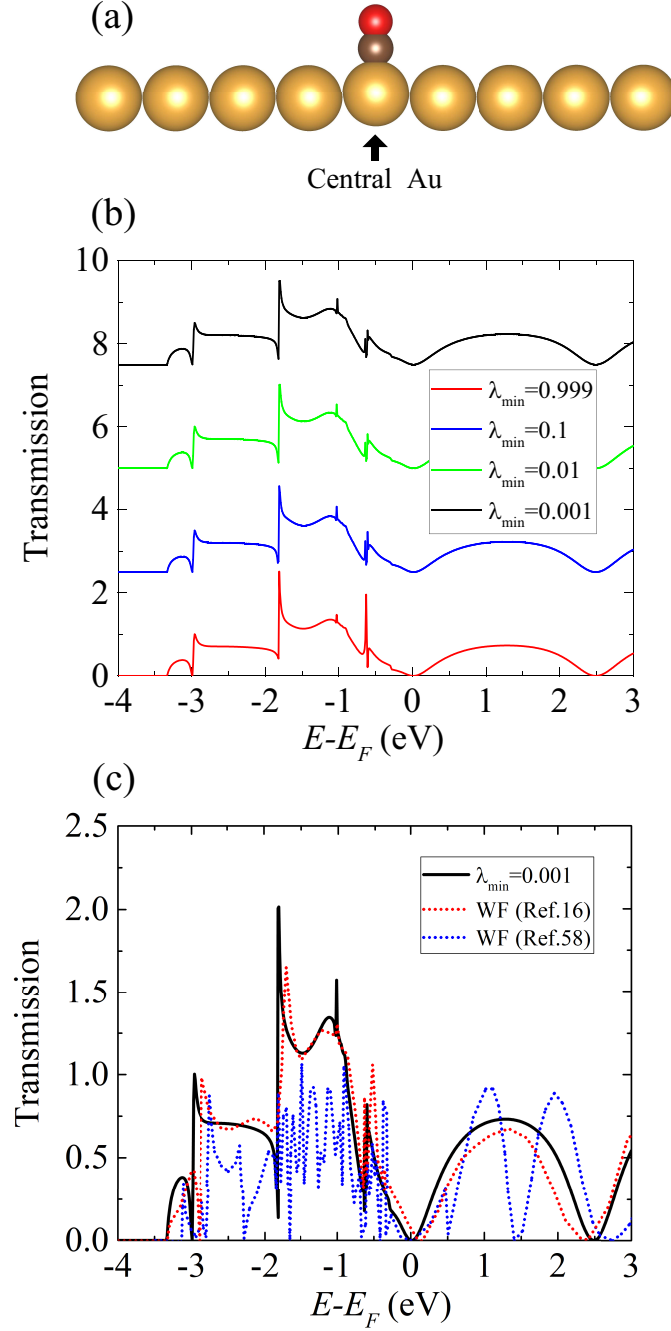 (a)
Central Au
(b)
Transmission
10
8
6
4
2
0
λmin=0.999
λmin=0.1
λmin=0.01
λmin=0.001
-4 -3 -2 -1 0 1 2 3
E-EF (eV)
(c)
Transmission
2.5
2.0
1.5
1.0
0.5
0.0
λmin=0.001
WF (Ref.16)
WF (Ref.58)
-4 -3 -2 -1 0 1 2 3
E-EF (eV)